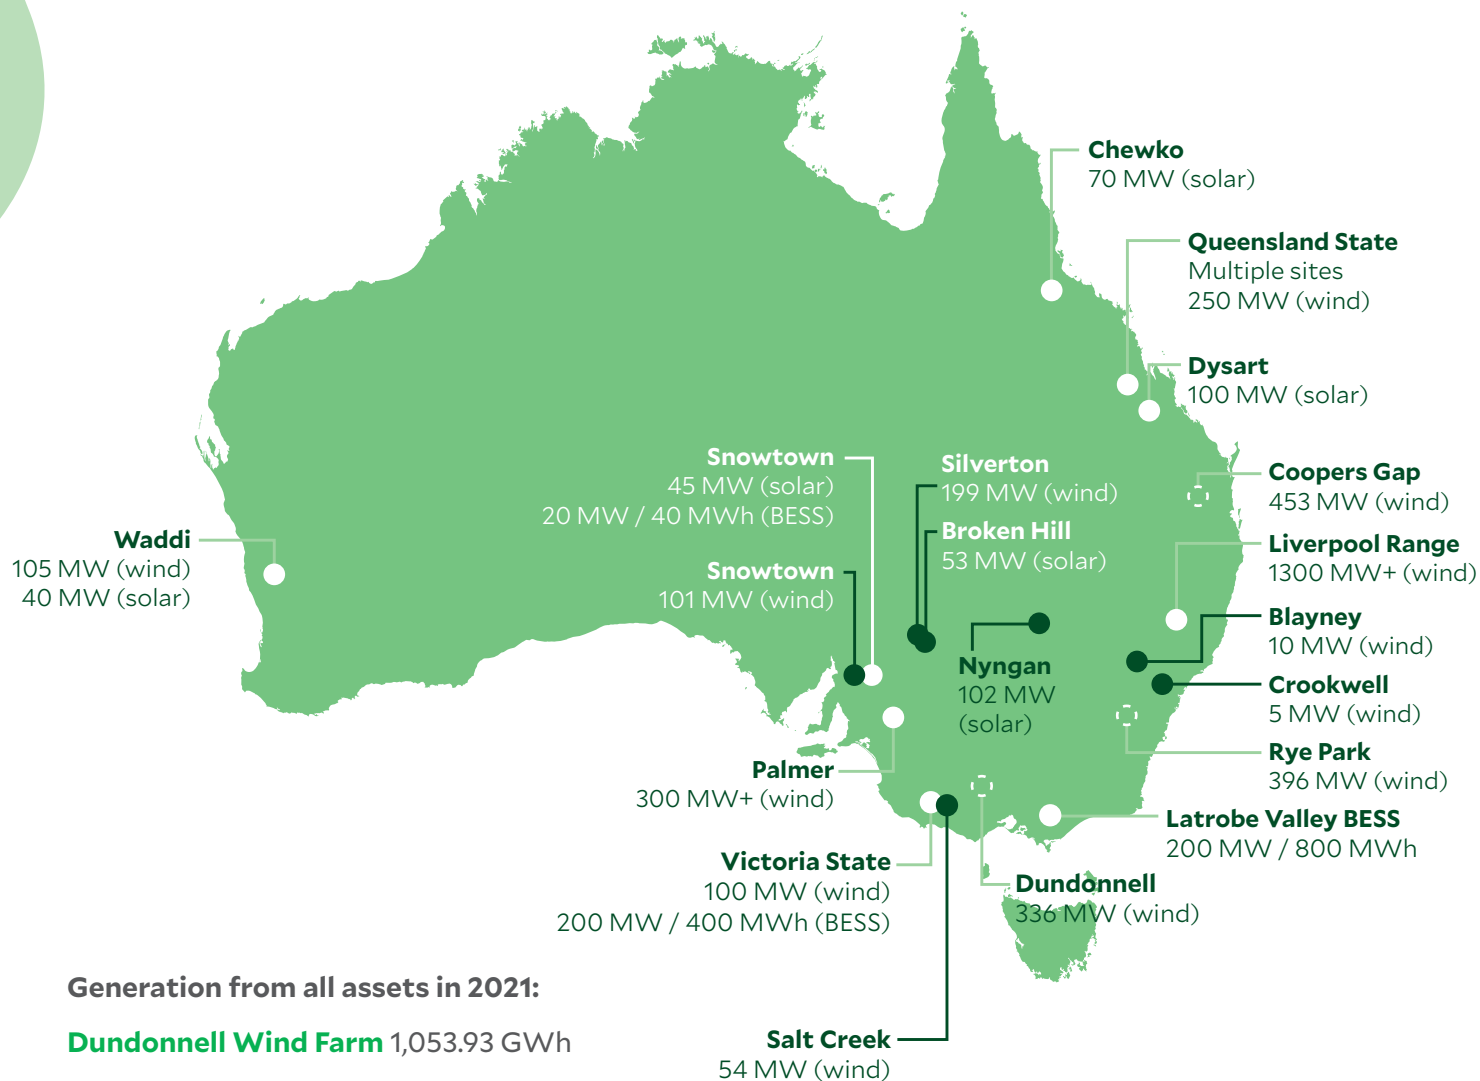 Chewko
70 MW (solar)
Queensland State
Multiple sites
250 MW (wind)
Dysart
100 MW (solar)
Snowtown
45 MW (solar)
20 MW / 40 MWh (BESS)
Silverton
199 MW (wind)
Coopers Gap
453 MW (wind)
Waddi
105 MW (wind)
40 MW (solar)
Broken Hill
53 MW (solar)
Liverpool Range
1300 MW+ (wind)
Snowtown
101 MW (wind)
Blayney
10 MW (wind)
Nyngan
102 MW
(solar)
Crookwell
5 MW (wind)
Rye Park
396 MW (wind)
Palmer
300 MW+ (wind)
Latrobe Valley BESS
200 MW / 800 MWh
Victoria State
100 MW (wind)
200 MW / 400 MWh (BESS)
Dundonnell
336 MW (wind)
Generation from all assets in 2021:
Dundonnell Wind Farm 1,053.93 GWh
Salt Creek
54 MW (wind)